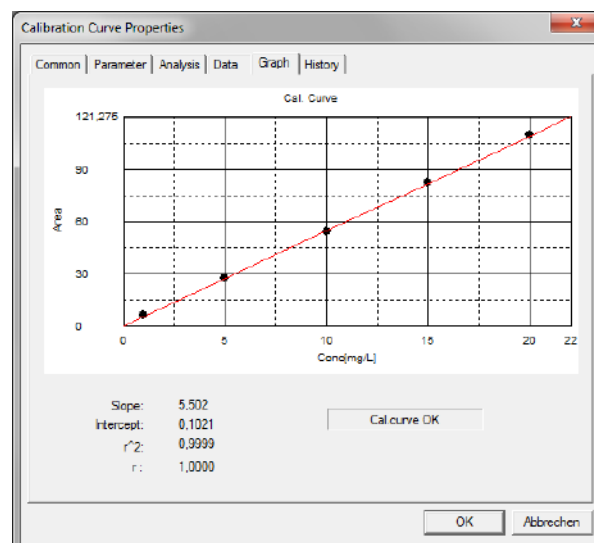 Calibration Curve Properties
x
Common Parameter Analysis Data Graph History
Cal. Curve
121,275
90
60
30
0
Area
0 5 10 15 20 22
Conc[mg/L]
Slope: 5.502
Intercept: 0,1021
r^2: 0,9999
r : 1,0000
Cal.curve OK
OK Abbrechen